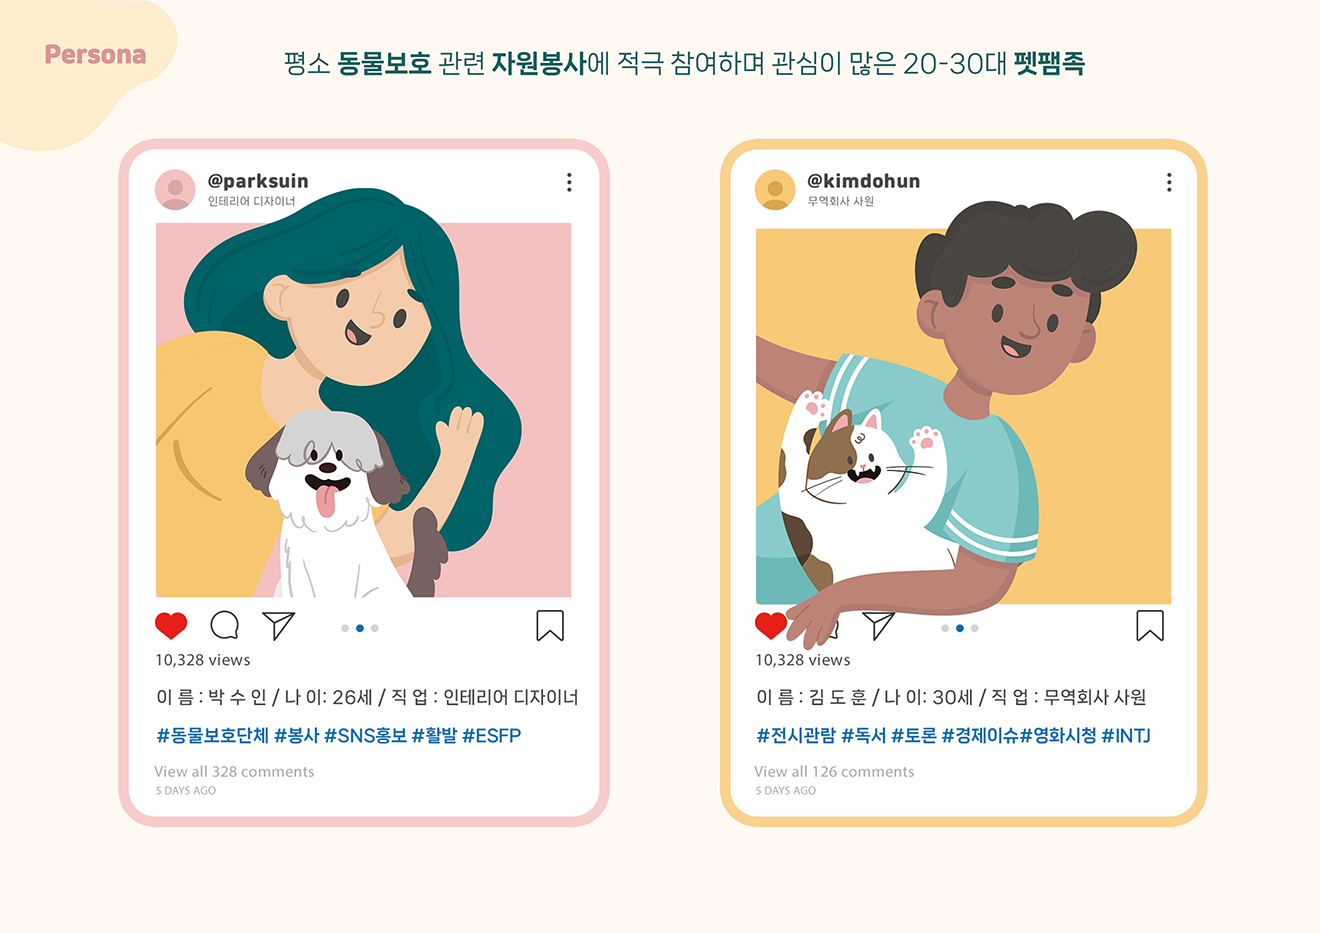 Persona
평소 동물보호 관련 자원봉사에 적극 참여하며 관심이 많은 20-30대 펫팸족
@parksuin
인테리어 디자이너
10,328 views
이 름 : 박 수 인 / 나 이: 26세 / 직 업 : 인테리어 디자이너
#동물보호단체 #봉사 #SNS홍보 #활발 #ESFP
View all 328 comments
5 DAYS AGO
@kimdohun
무역회사 사원
10,328 views
이 름 : 김 도 훈 / 나 이: 30세 / 직 업 : 무역회사 사원
#전시관람 #독서 #토론 #경제이슈#영화시청 #INTJ
View all 126 comments
5 DAYS AGO